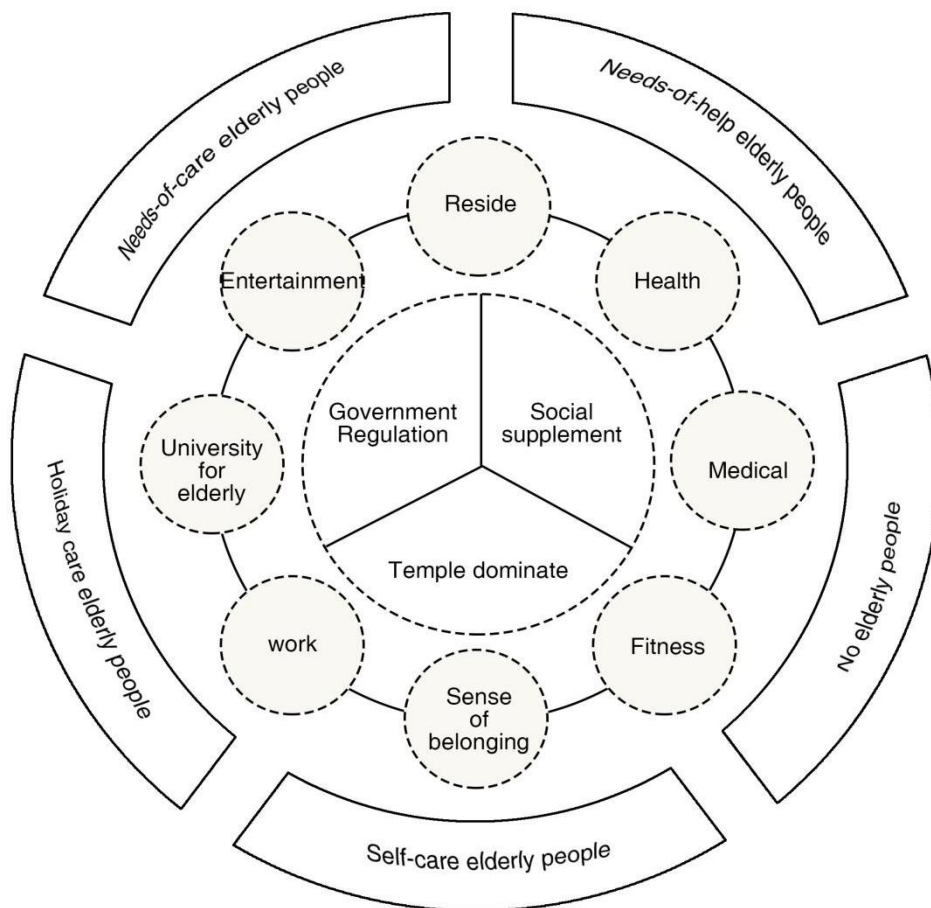 Needs-of-care elderly people
Needs-of-help elderly people
Reside
Entertainment
Health
Government
Regulation
Social
supplement
University
for
elderly
Medical
Holiday care elderly people
No elderly people
Temple dominate
work
Fitness
Sense
of
belonging
Self-care elderly people